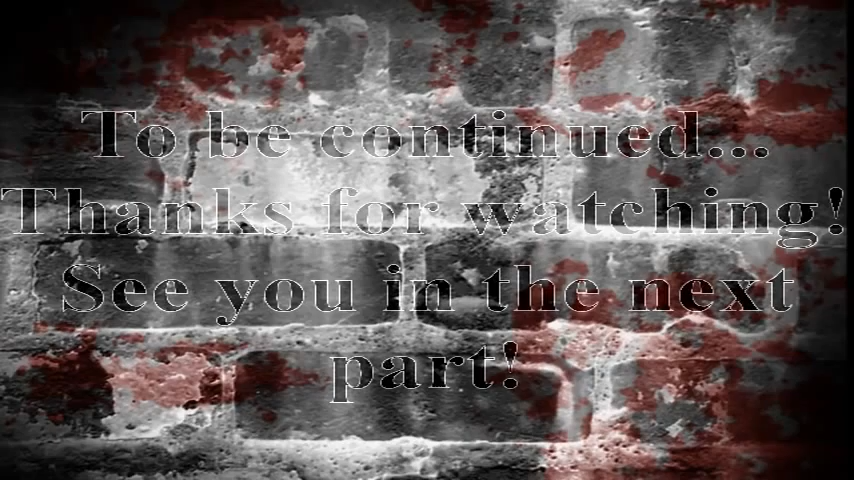 To be continued...
Thanks for watching!
See you in the next
part!